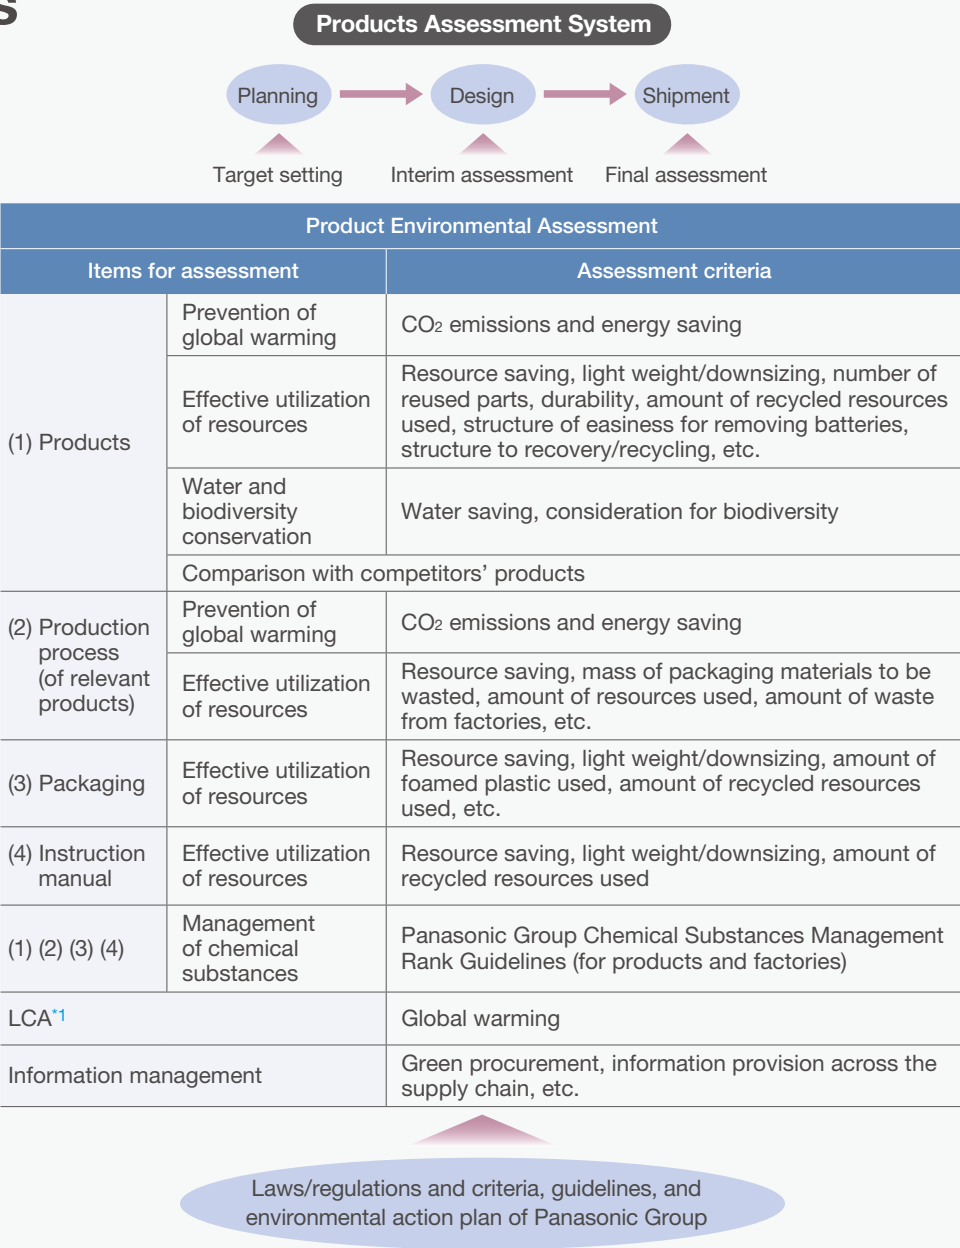 s
Products Assessment System
Planning
Design
Shipment
Target setting
Interim assessment
Final assessment
Product Environmental Assessment
Items for assessment
Assessment criteria
(1) Products
Prevention of
global warming
CO2 emissions and energy saving
Effective utilization
of resources
Resource saving, light weight/downsizing, number of
reused parts, durability, amount of recycled resources
used, structure of easiness for removing batteries,
structure to recovery/recycling, etc.
Water and
biodiversity
conservation
Water saving, consideration for biodiversity
Comparison with competitors’ products
(2) Production
process
(of relevant
products)
Prevention of
global warming
CO2 emissions and energy saving
Effective utilization
of resources
Resource saving, mass of packaging materials to be
wasted, amount of resources used, amount of waste
from factories, etc.
(3) Packaging
Effective utilization
of resources
Resource saving, light weight/downsizing, amount of
foamed plastic used, amount of recycled resources
used, etc.
(4) Instruction
manual
Effective utilization
of resources
Resource saving, light weight/downsizing, amount of
recycled resources used
(1) (2) (3) (4)
Management
of chemical
substances
Panasonic Group Chemical Substances Management
Rank Guidelines (for products and factories)
LCA*1
Global warming
Information management
Green procurement, information provision across the
supply chain, etc.
Laws/regulations and criteria, guidelines, and
environmental action plan of Panasonic Group